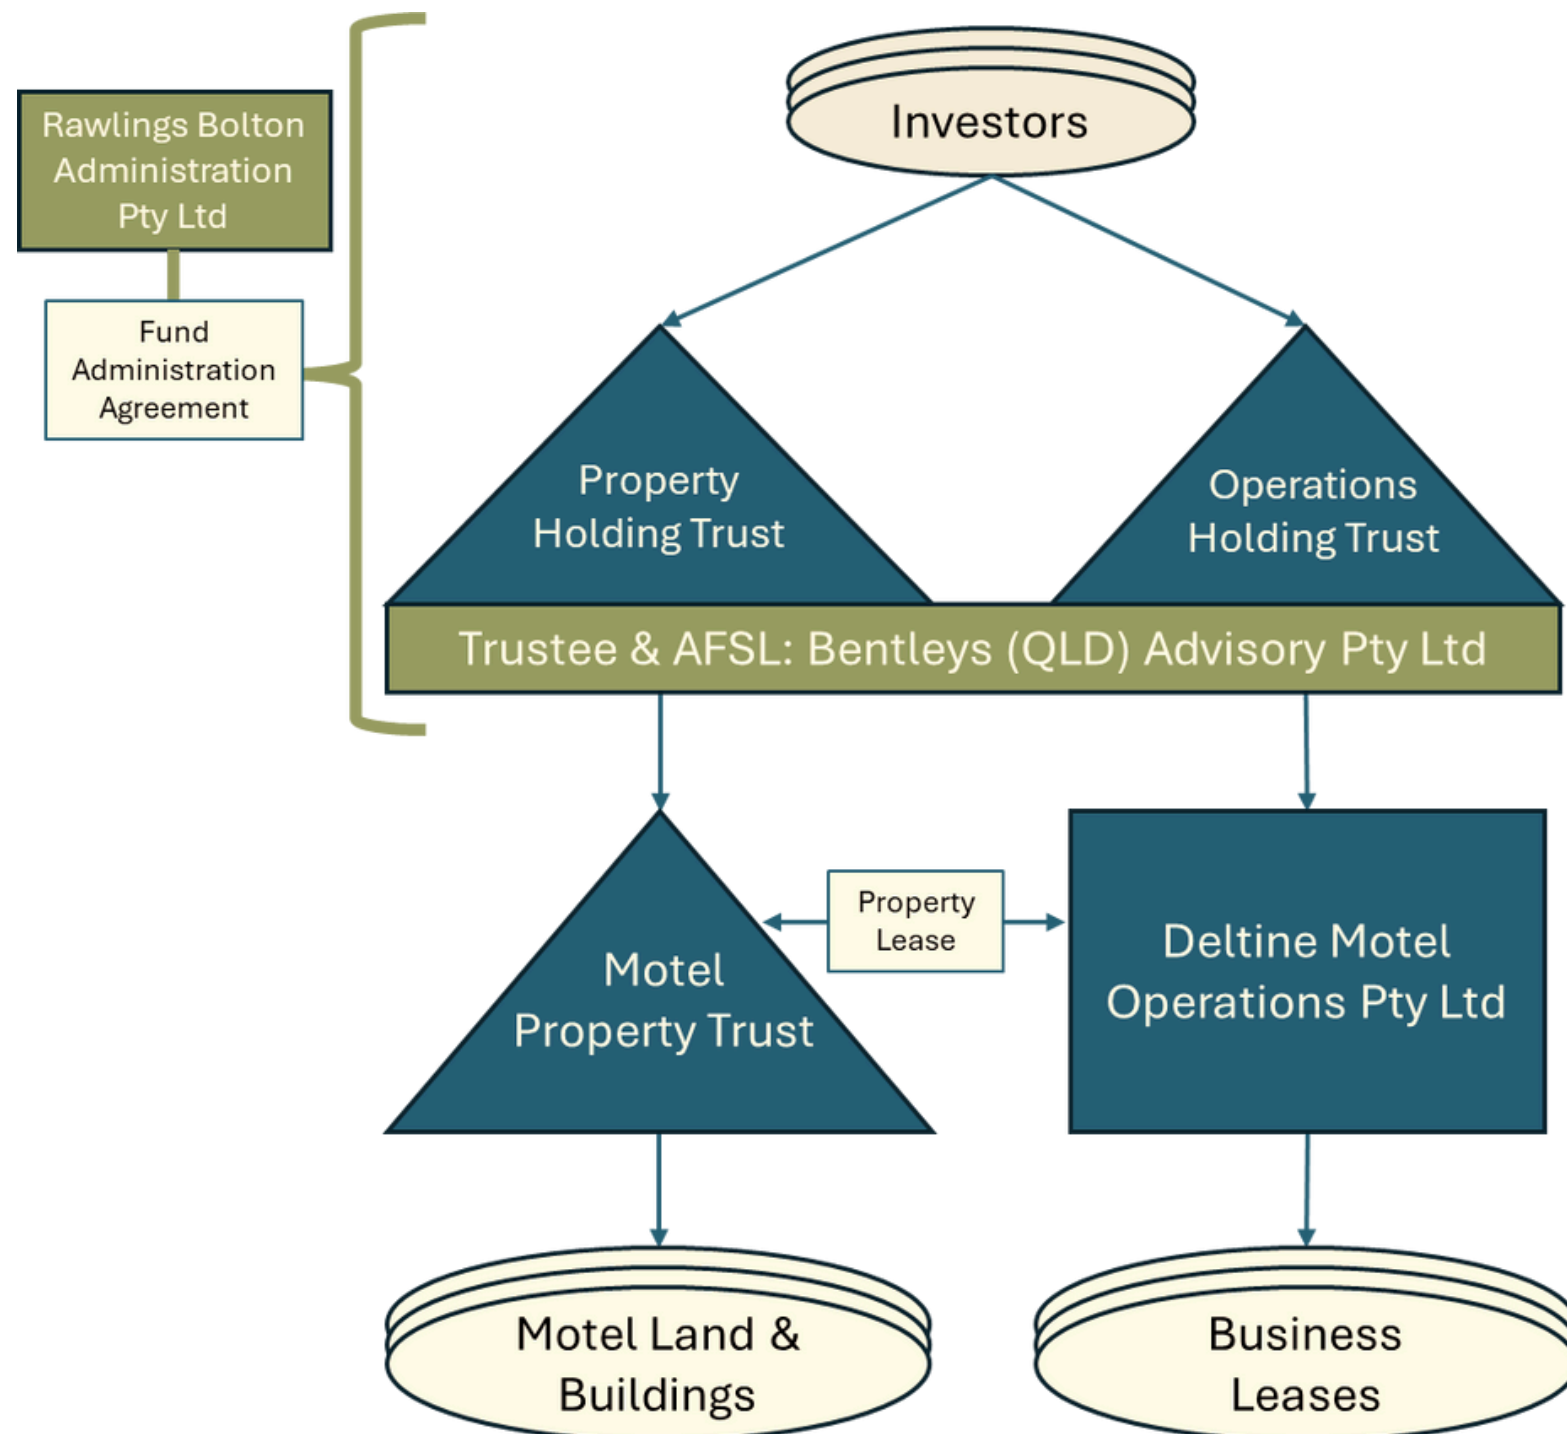 Investors
Rawlings Bolton
Administration
Pty Ltd
Fund
Administration
Agreement
Property
Holding Trust
Operations
Holding Trust
Trustee & AFSL: Bentleys (QLD) Advisory Pty Ltd
Property
Lease
Motel
Property Trust
Deltine Motel
Operations Pty Ltd
Motel Land &
Buildings
Business
Leases